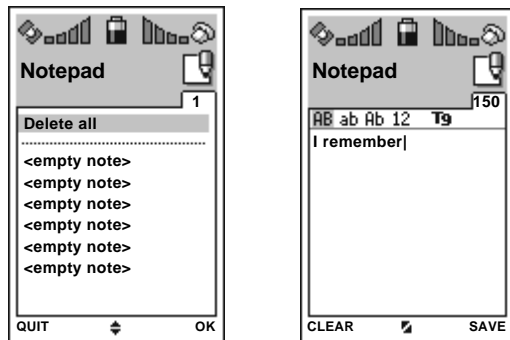 Notepad
1
Delete all
<empty note>
<empty note>
<empty note>
<empty note>
<empty note>
<empty note>
QUIT OK
Notepad
150
AB ab Ab 12 T9
I remember|
CLEAR SAVE